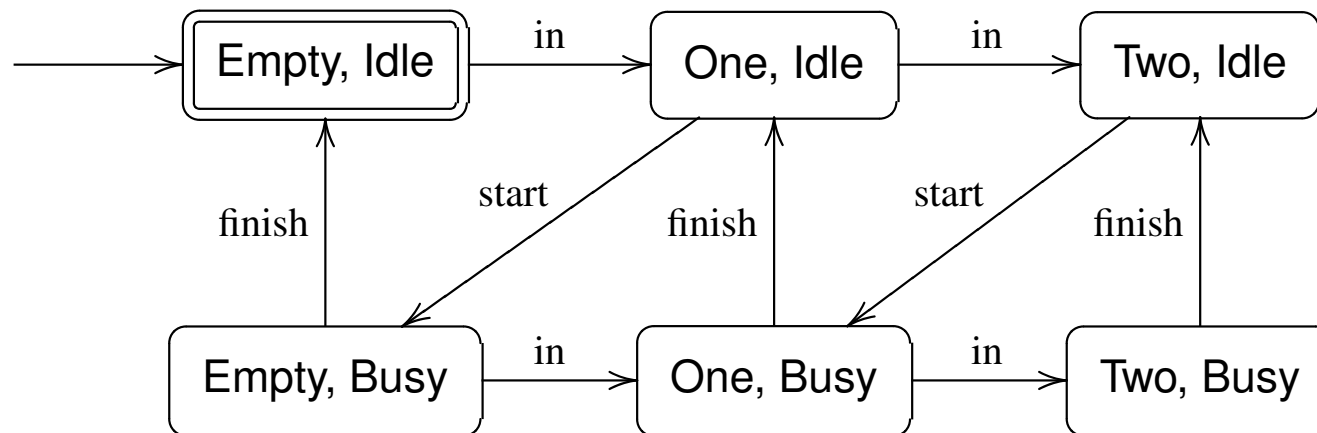 in
in
Empty, Idle
One, Idle
Two, Idle
start
start
finish
finish
finish
in
in
Empty, Busy
One, Busy
Two, Busy